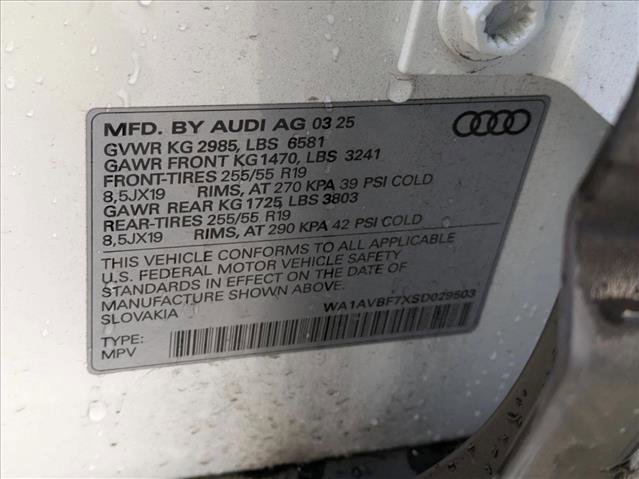 MFD. BY AUDI AG 03 25
GVWR KG 2985, LBS 6581
GAWR FRONT KG 1470, LBS 3241
FRONT-TIRES 255/55 R19
8,5JX19 RIMS, AT 270 KPA 39 PSI COLD
GAWR REAR KG 1725 LBS 3803
REAR-TIRES 255/55 R19
8,5JX19 RIMS, AT 290 KPA 42 PSI COLD
THIS VEHICLE CONFORMS TO ALL APPLICABLE
U.S. FEDERAL MOTOR VEHICLE SAFETY
STANDARDS IN EFFECT ON THE DATE OF
MANUFACTURE SHOWN ABOVE.
SLOVAKIA WA1AVBF7XSD029503
TYPE:
MPV